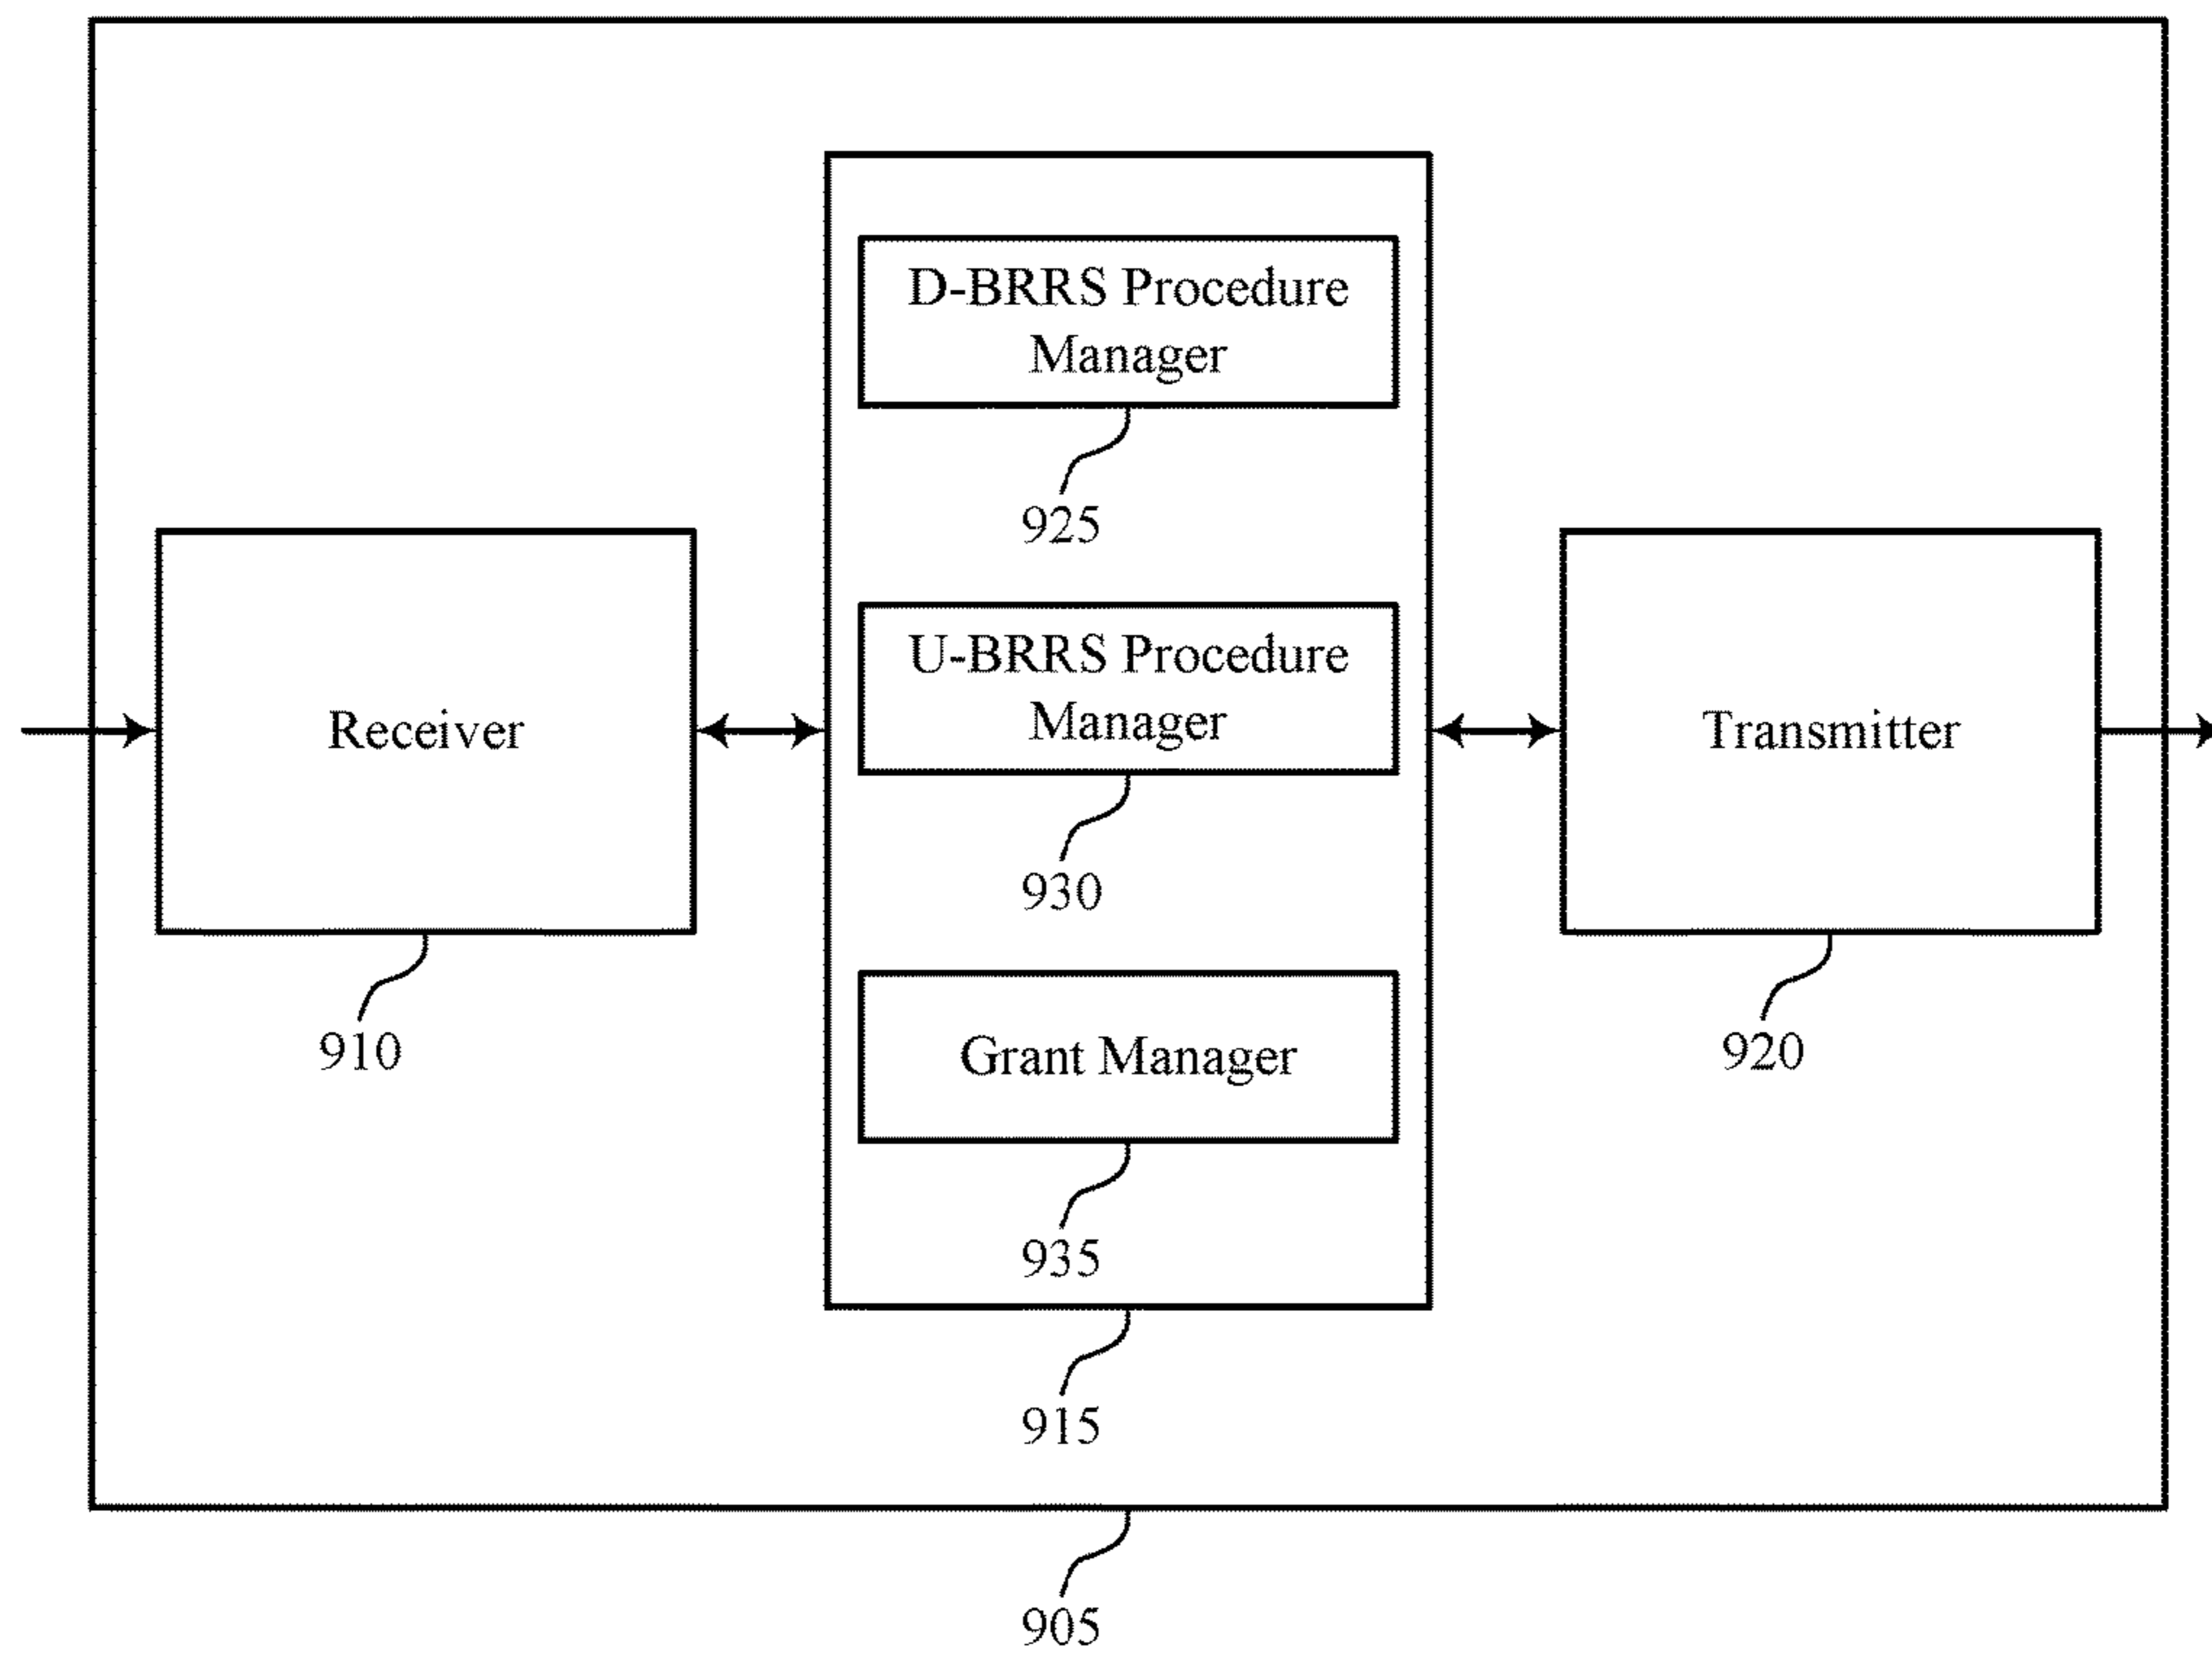 D-BRRS Procedure
Manager
925
U-BRRS Procedure
Manager
930
Receiver
910
Transmitter
920
Grant Manager
935
915
905